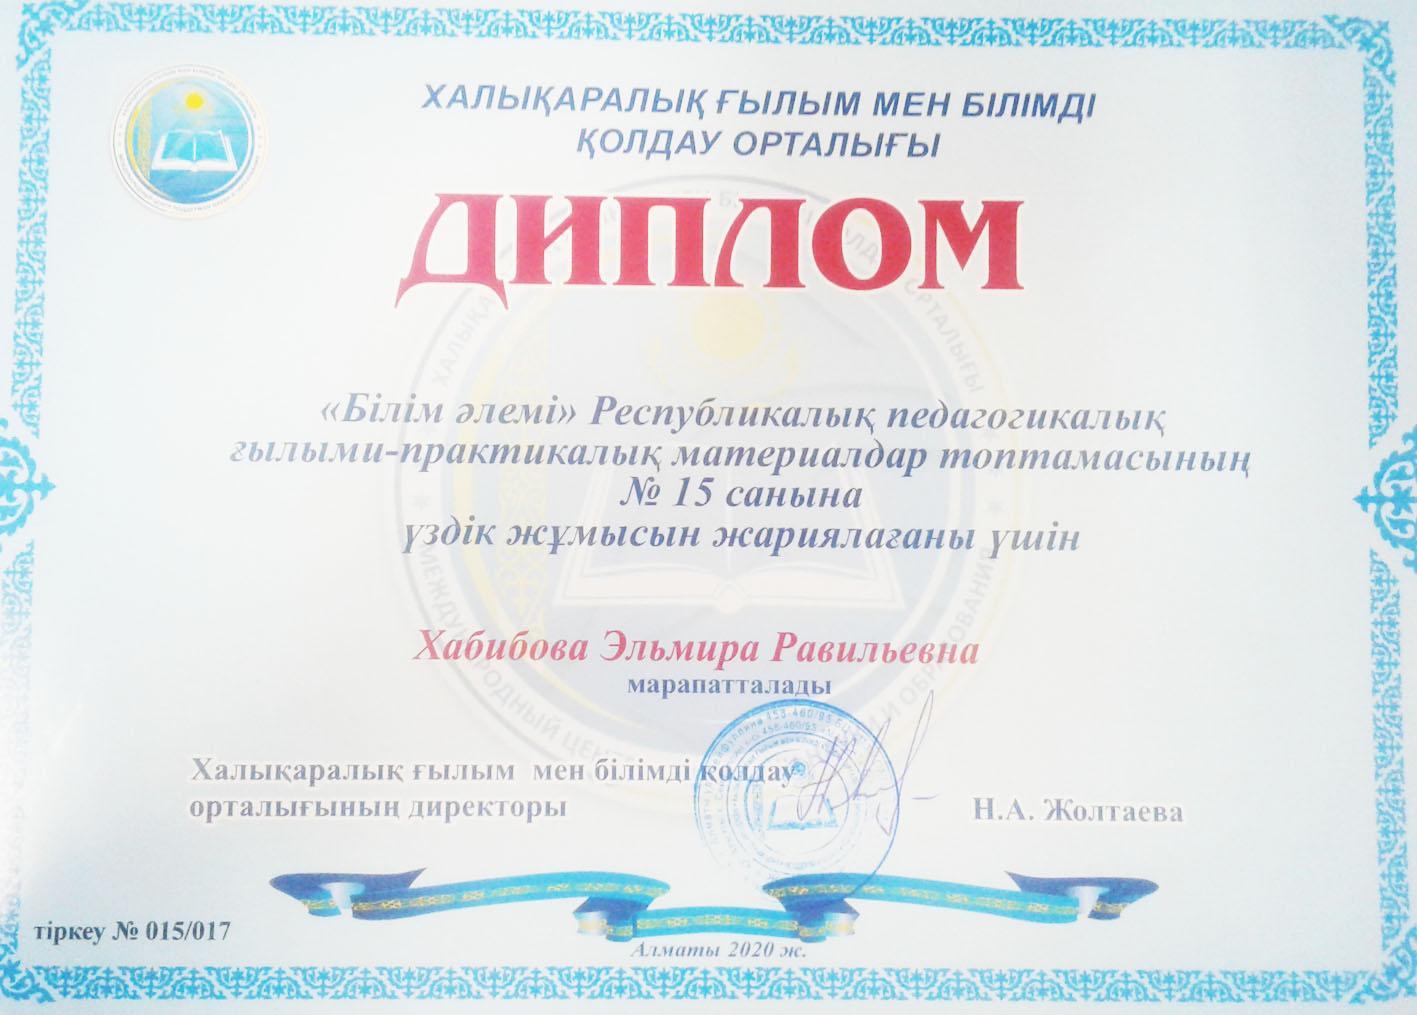 ХАЛЫҚАРАЛЫҚ ҒЫЛЫМ МЕН БІЛІМДІ
ҚОЛДАУ ОРТАЛЫҒЫ
ДИПЛОМ
«Білім әлемі» Республикалық педагогикалық
ғылыми-практикалық материалдар топтамасының
№ 15 санына
үздік жұмысын жариялағаны үшін
Хабибова Эльмира Равильевна
марапатталады
Халықаралық ғылым мен білімді қолдау
орталығының директоры
Н.А. Жолтаева
тіркеу № 015/017
Алматы 2020 ж.